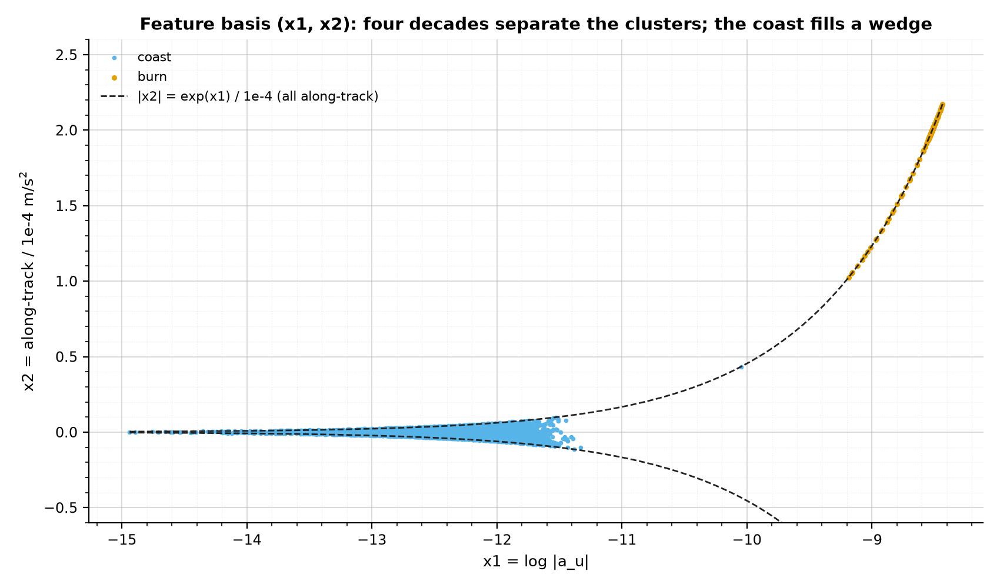 Feature basis (x1, x2): four decades separate the clusters; the coast fills a wedge
coast
burn
|x2| = exp(x1) / 1e-4 (all along-track)
x2 = along-track / 1e-4 m/s²
2.5
2.0
1.5
1.0
0.5
0.0
−0.5
−15
−14
−13
−12
−11
−10
−9
x1 = log |a_u|